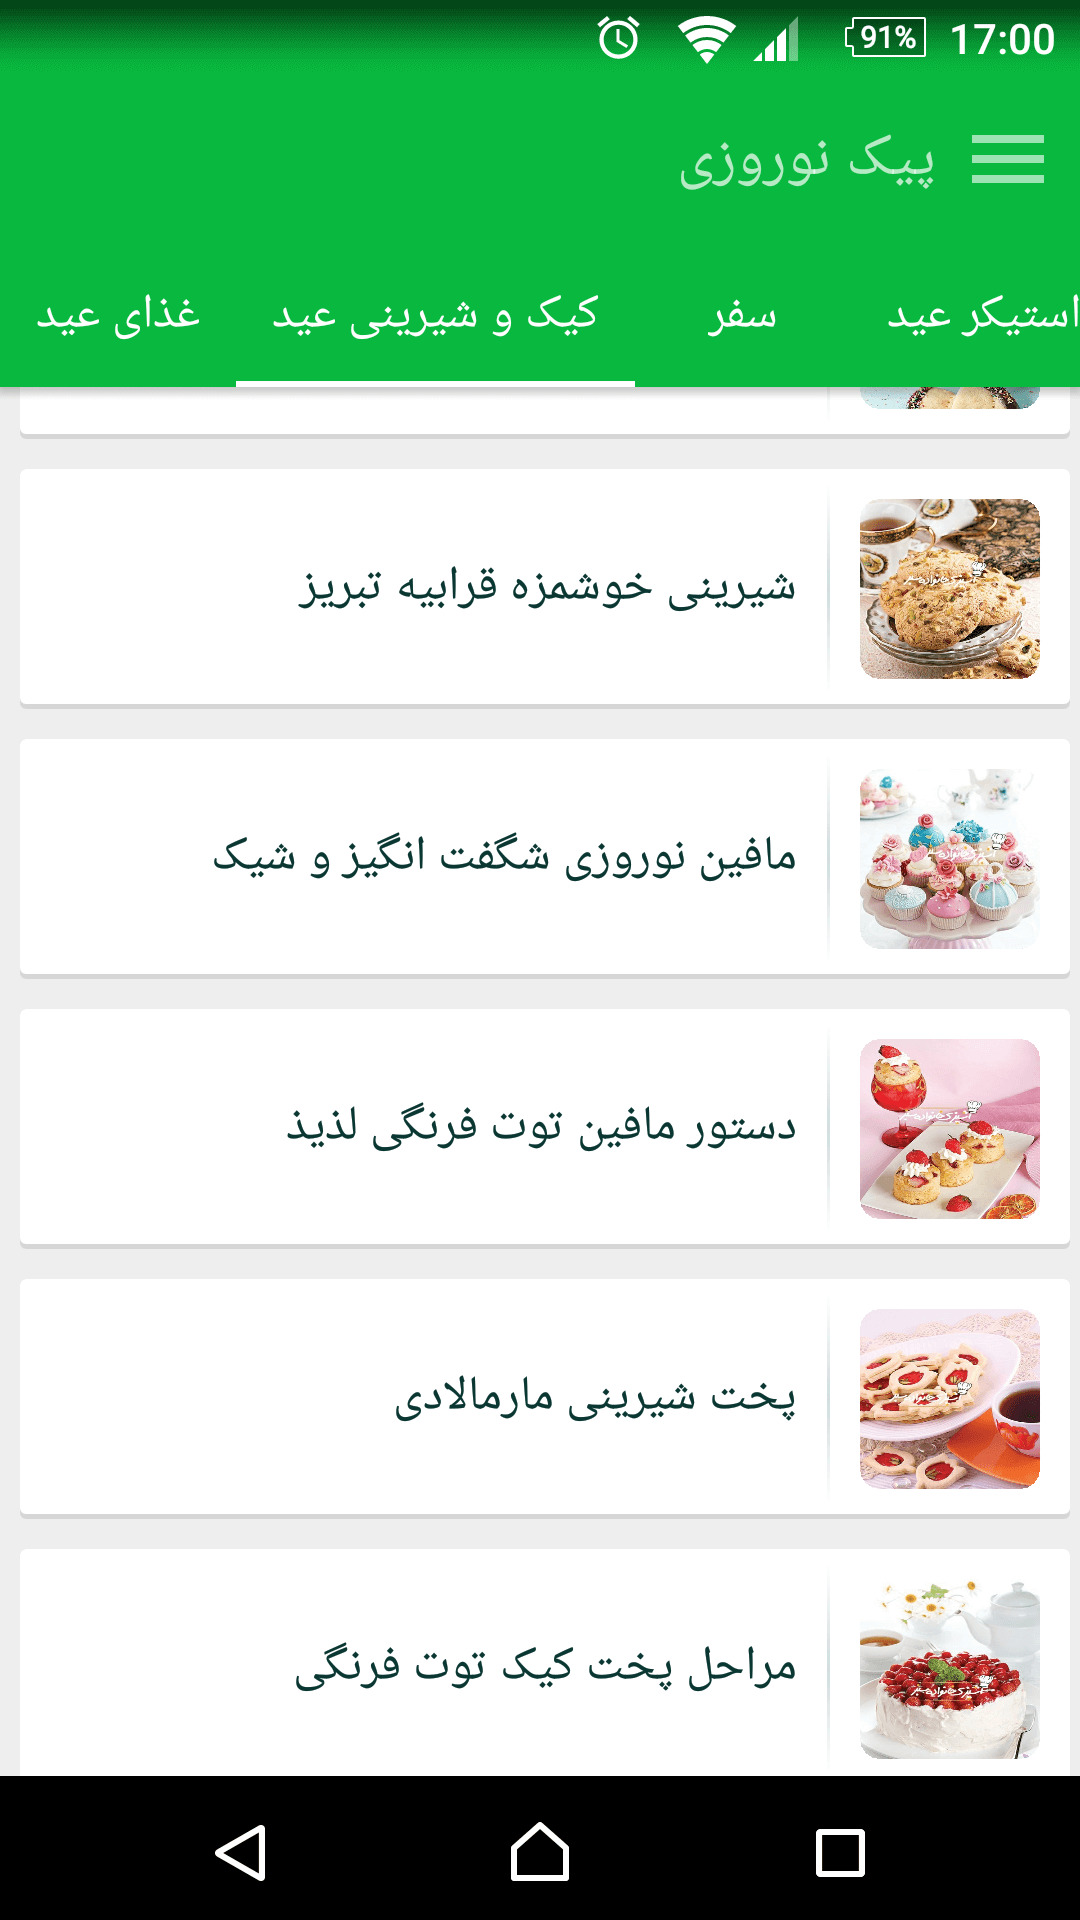 91% 17:00
پیک نوروزی
استیکر عید سفر کیک و شیرینی عید غذای عید
شیرینی خوشمزه قرابیه تبریز
مافین نوروزی شگفت انگیز و شیک
دستور مافین توت فرنگی لذیذ
پخت شیرینی مارمالادی
مراحل پخت کیک توت فرنگی